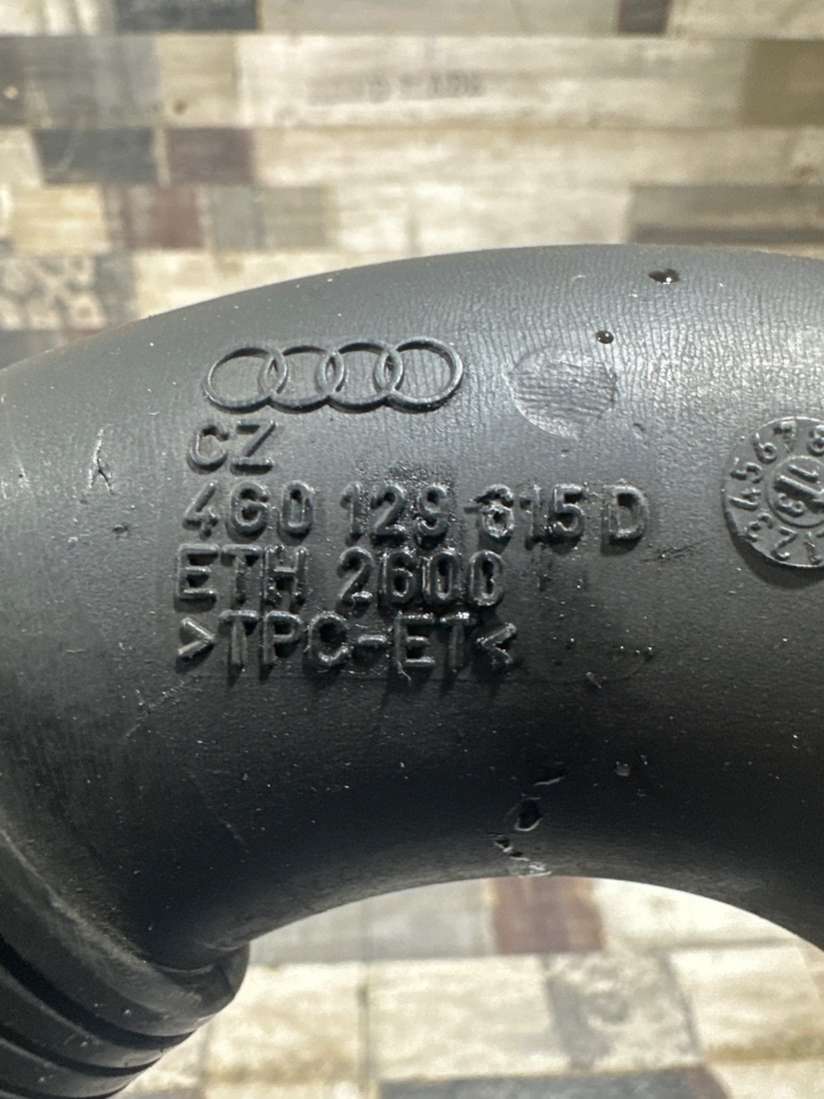 CZ
4G0 129 615 D
ETH 2600
>TPC-ET<